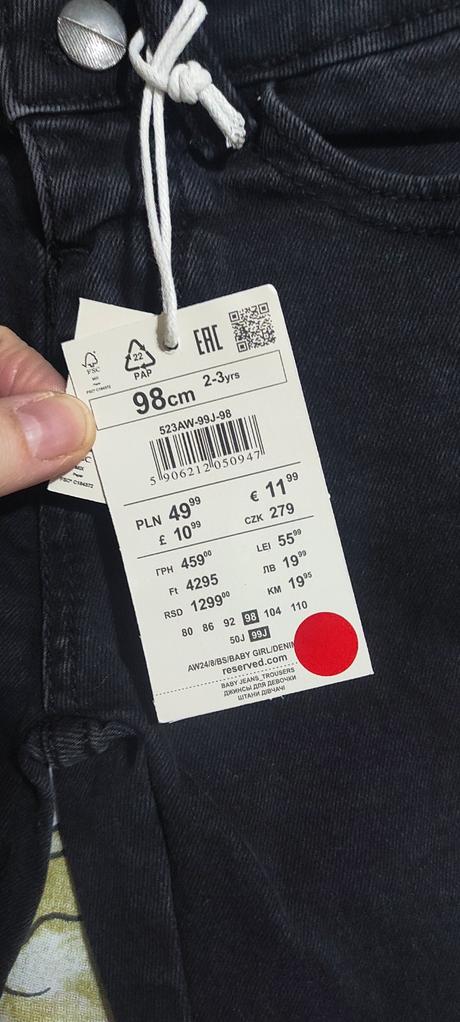 FSC
22
PAP
EAC
98cm 2-3yrs
523AW-99J-98
5 906212 050947
PLN 49⁹⁹ € 11⁹⁹
£ 10⁹⁹ CZK 279
ГРН 459⁰⁰ LEI 55⁹⁹
Ft 4295 ЛВ 19⁹⁹
RSD 1299⁰⁰ KM 19⁹⁵
80 86 92 98 104 110
50J 99J
AW24/8/BS/BABY GIRL/DENIM
reserved.com
BABY JEANS_TROUSERS
ДЖИНСЫ ДЛЯ ДЕВОЧКИ
ШТАНИ ДІВЧАЧІ